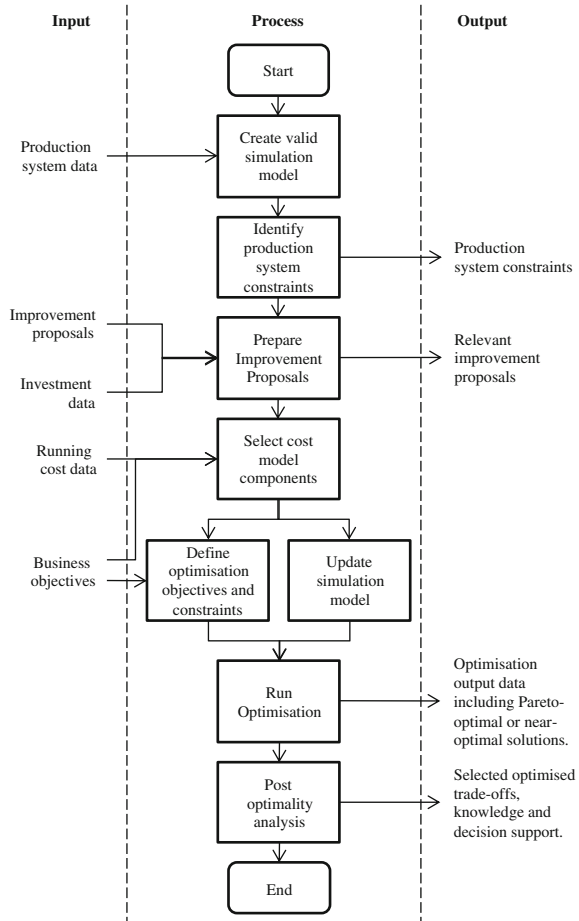 Input
Process
Output
Start
Production
system data
Create valid
simulation
model
Identify
production
system
constraints
Production
system constraints
Improvement
proposals
Investment
data
Prepare
Improvement
Proposals
Relevant
improvement
proposals
Running
cost data
Select cost
model
components
Business
objectives
Define
optimisation
objectives and
constraints
Update
simulation
model
Run
Optimisation
Optimisation
output data
including Pareto-
optimal or near-
optimal solutions.
Post
optimality
analysis
Selected optimised
trade-offs,
knowledge and
decision support.
End